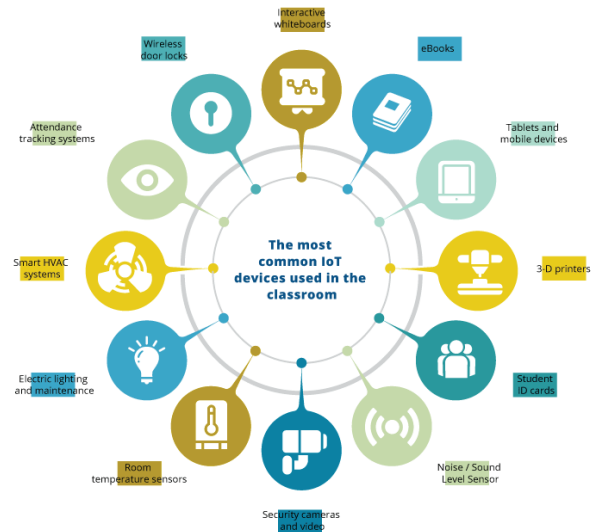 Interactive
whiteboards
eBooks
Tablets and
mobile devices
3-D printers
Student
ID cards
Noise / Sound
Level Sensor
Security cameras
and video
Room
temperature sensors
Electric lighting
and maintenance
Smart HVAC
systems
Attendance
tracking systems
Wireless
door locks
The most
common IoT
devices used in the
classroom